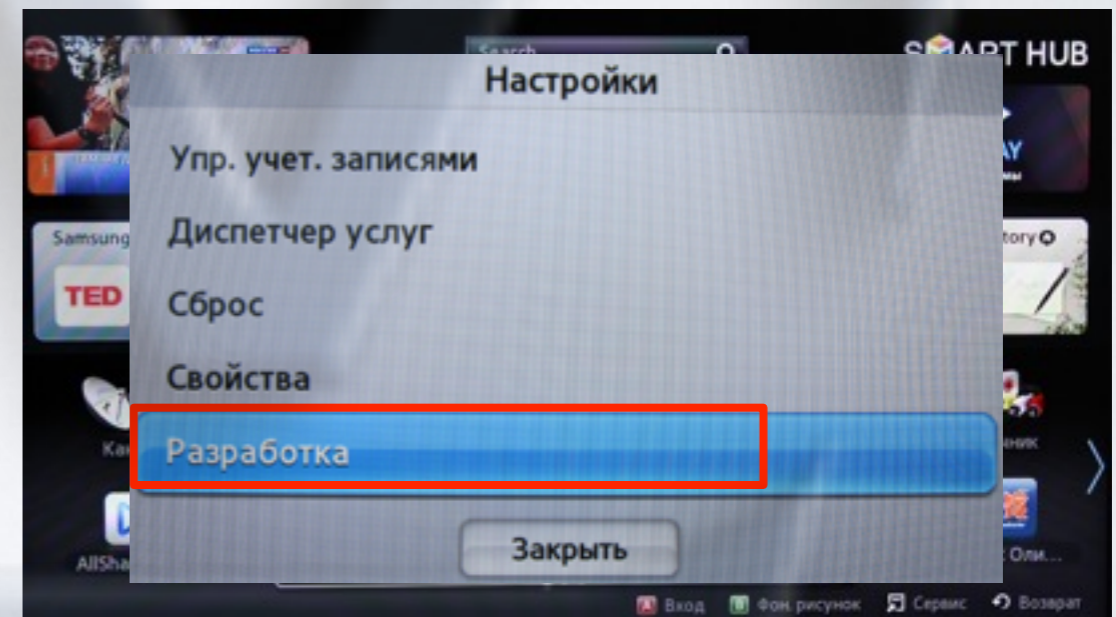 Search
SMART HUB
Настройки
Упр. учет. записями
Диспетчер услуг
Samsung
TED
Сброс
Свойства
Разработка
Закрыть
Вход
Фон. рисунок
Сервис
Возврат